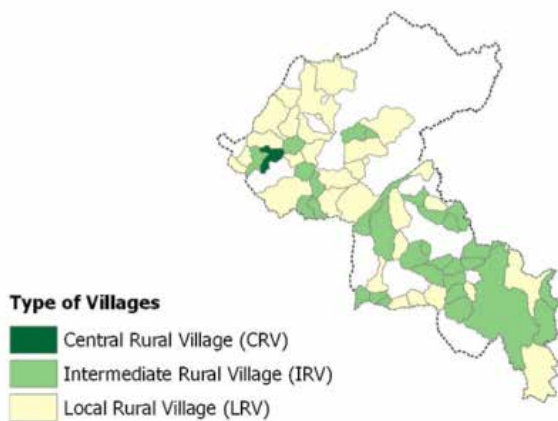 Type of Villages
Central Rural Village (CRV)
Intermediate Rural Village (IRV)
Local Rural Village (LRV)